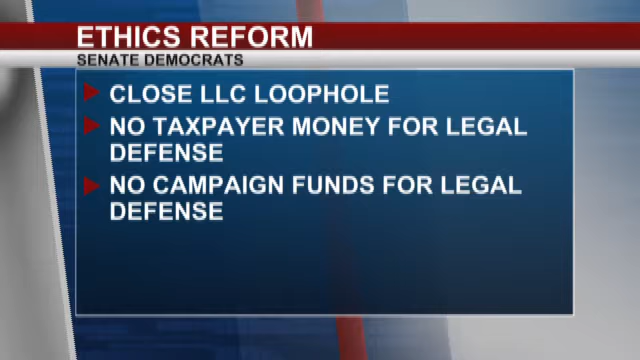 ETHICS REFORM
SENATE DEMOCRATS
CLOSE LLC LOOPHOLE
NO TAXPAYER MONEY FOR LEGAL
DEFENSE
NO CAMPAIGN FUNDS FOR LEGAL
DEFENSE